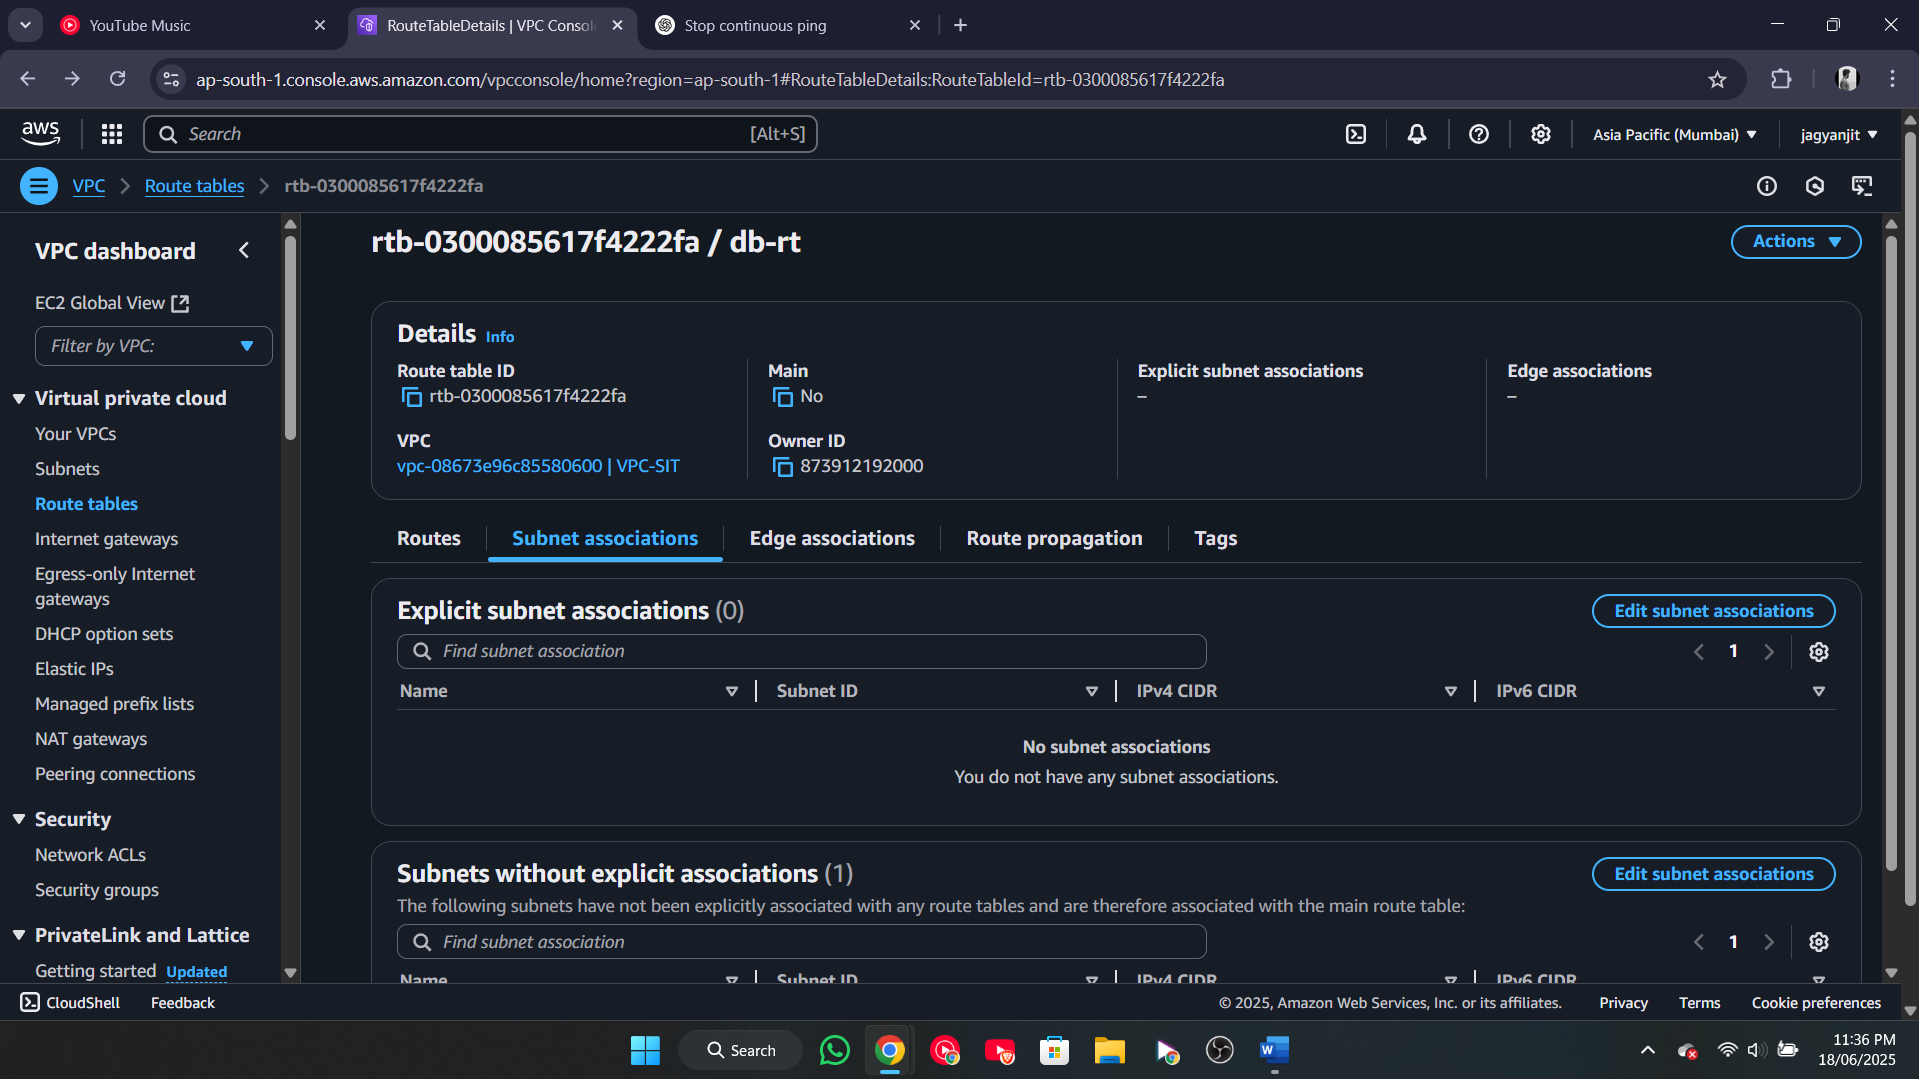 YouTube Music
RouteTableDetails | VPC Consol
Stop continuous ping
ap-south-1.console.aws.amazon.com/vpcconsole/home?region=ap-south-1#RouteTableDetails:RouteTableId=rtb-0300085617f4222fa
aws
Search
[Alt+S]
Asia Pacific (Mumbai)
jagyanjit
VPC
Route tables
rtb-0300085617f4222fa
VPC dashboard
EC2 Global View
Filter by VPC:
Virtual private cloud
Your VPCs
Subnets
Route tables
Internet gateways
Egress-only Internet
gateways
DHCP option sets
Elastic IPs
Managed prefix lists
NAT gateways
Peering connections
Security
Network ACLs
Security groups
PrivateLink and Lattice
Getting started Updated
rtb-0300085617f4222fa / db-rt
Actions
Details Info
Route table ID
rtb-0300085617f4222fa
Main
No
Explicit subnet associations
–
Edge associations
–
VPC
vpc-08673e96c85580600 | VPC-SIT
Owner ID
873912192000
Routes
Subnet associations
Edge associations
Route propagation
Tags
Explicit subnet associations (0)
Edit subnet associations
Find subnet association
1
Name
Subnet ID
IPv4 CIDR
IPv6 CIDR
No subnet associations
You do not have any subnet associations.
Subnets without explicit associations (1)
Edit subnet associations
The following subnets have not been explicitly associated with any route tables and are therefore associated with the main route table:
Find subnet association
1
Name
Subnet ID
IPv4 CIDR
IPv6 CIDR
CloudShell
Feedback
© 2025, Amazon Web Services, Inc. or its affiliates.
Privacy
Terms
Cookie preferences
Search
W
11:36 PM
18/06/2025